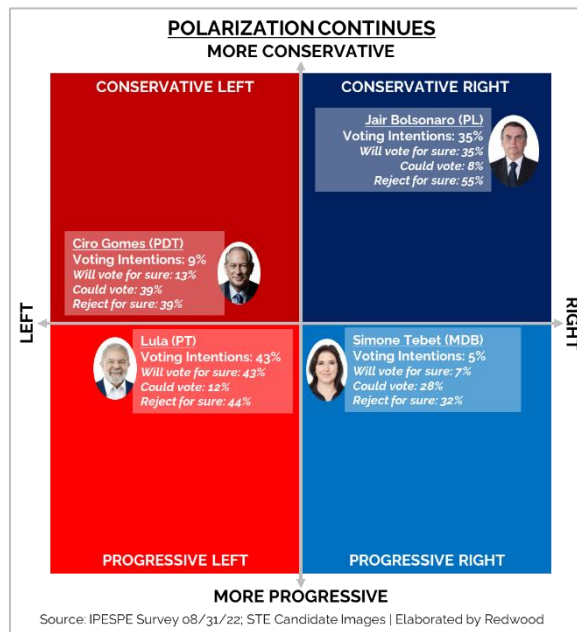 POLARIZATION CONTINUES
MORE CONSERVATIVE
CONSERVATIVE LEFT
CONSERVATIVE RIGHT
Jair Bolsonaro (PL)
Voting Intentions: 35%
Will vote for sure: 35%
Could vote: 8%
Reject for sure: 55%
Ciro Gomes (PDT)
Voting Intentions: 9%
Will vote for sure: 13%
Could vote: 39%
Reject for sure: 39%
LEFT
RIGHT
Lula (PT)
Voting Intentions: 43%
Will vote for sure: 43%
Could vote: 12%
Reject for sure: 44%
Simone Tebet (MDB)
Voting Intentions: 5%
Will vote for sure: 7%
Could vote: 28%
Reject for sure: 32%
PROGRESSIVE LEFT
PROGRESSIVE RIGHT
MORE PROGRESSIVE
Source: IPESPE Survey 08/31/22; STE Candidate Images | Elaborated by Redwood